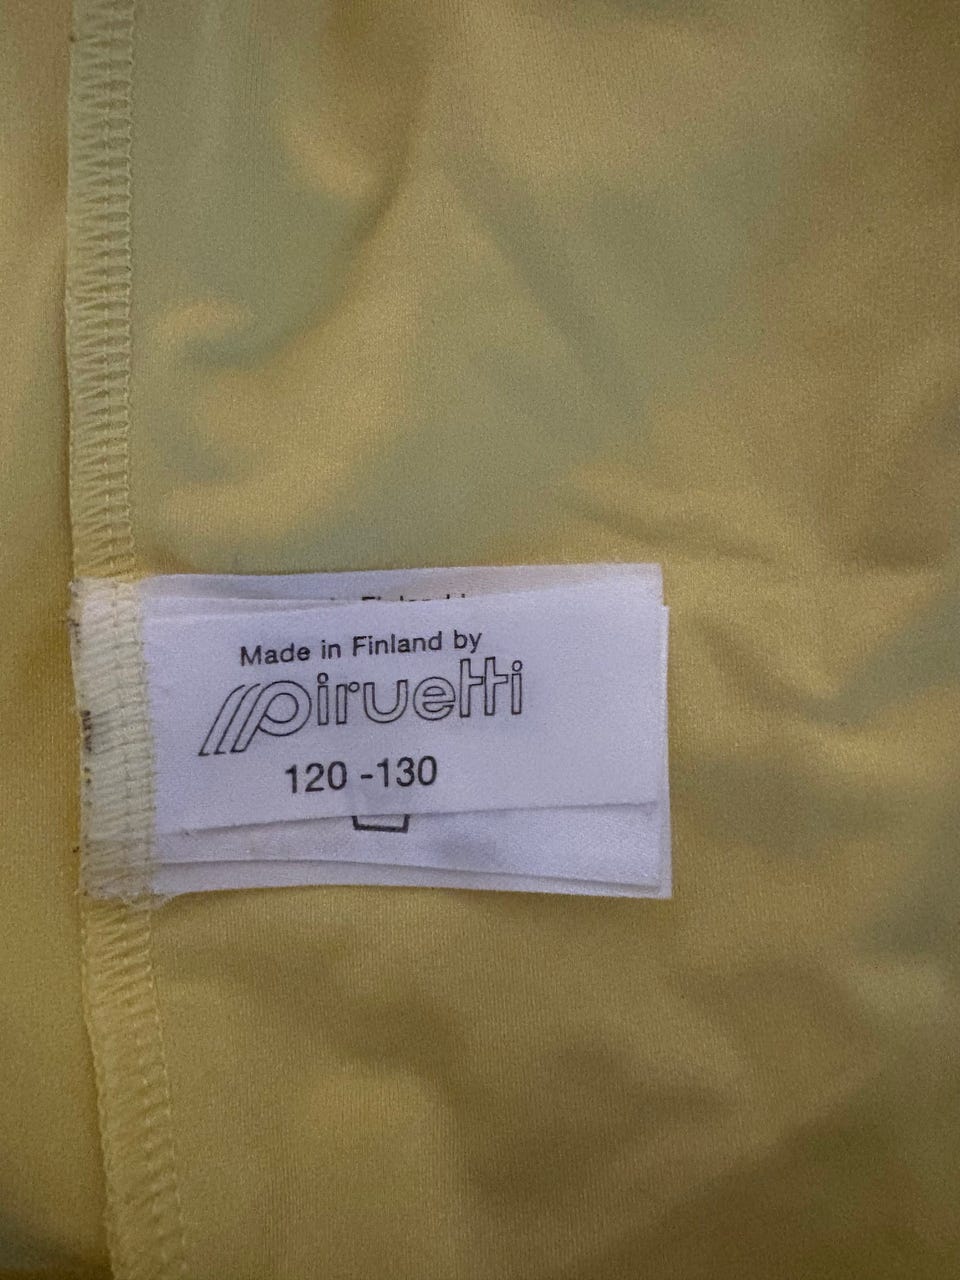 Made in Finland by
piruetti
120 -130